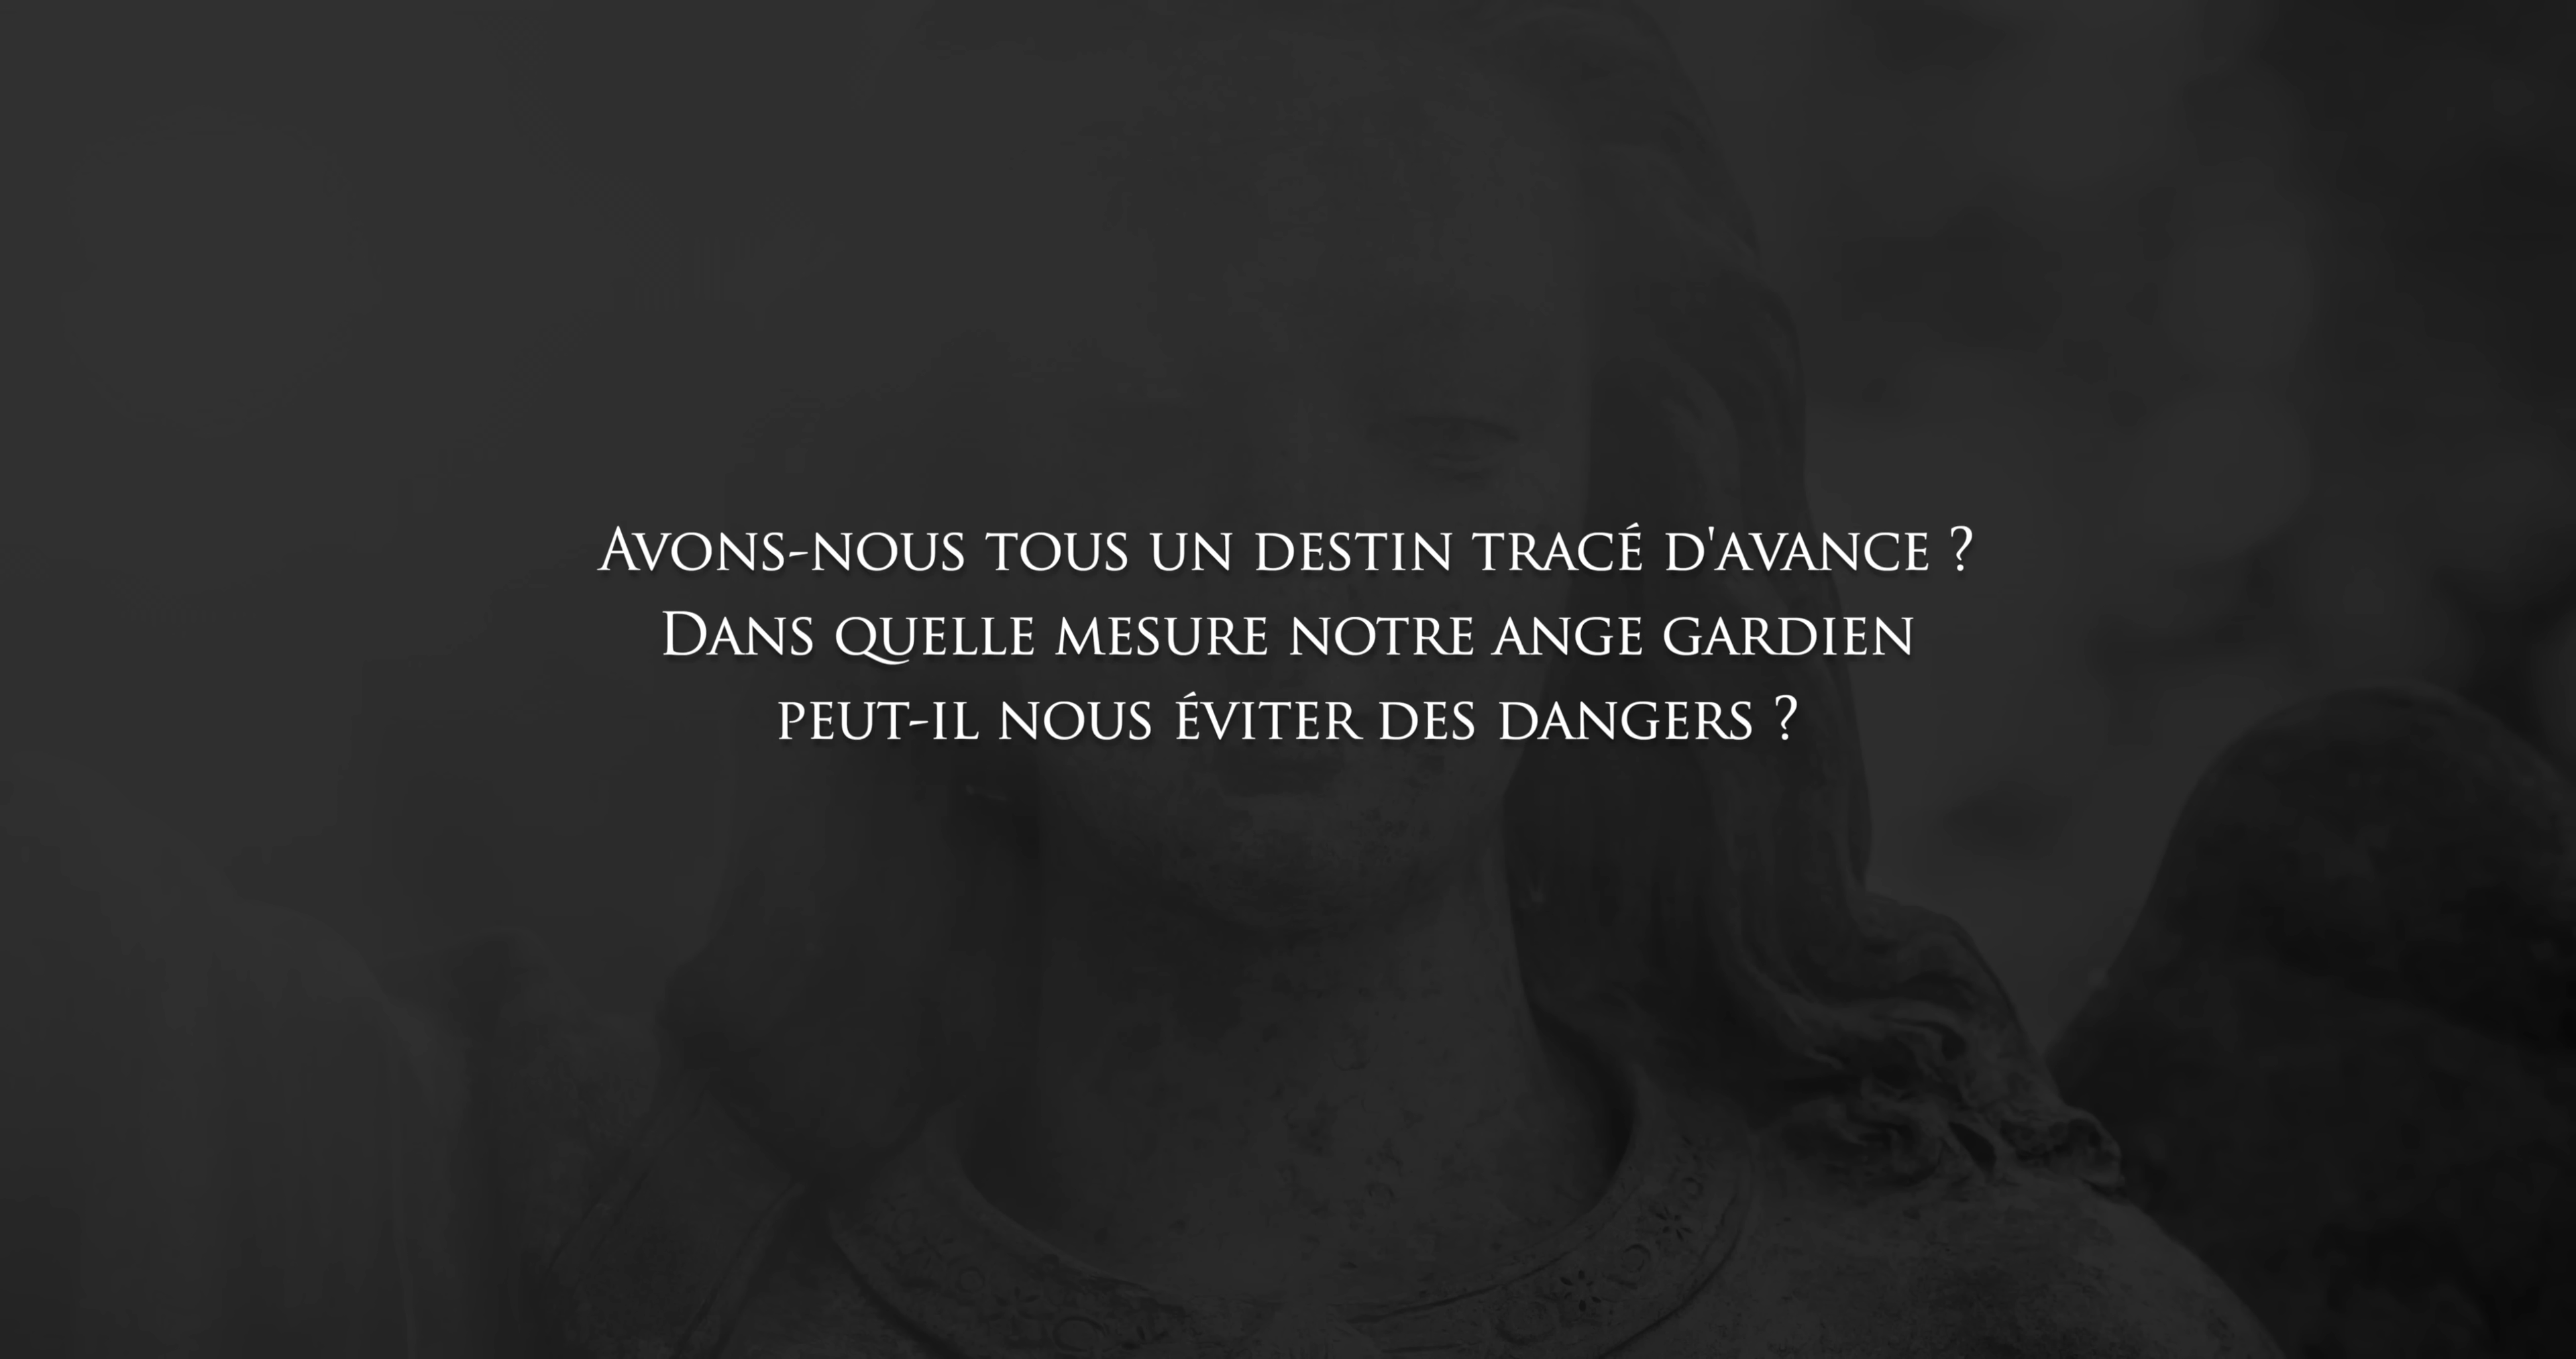 Avons-nous tous un destin tracé d'avance ?
Dans quelle mesure notre ange gardien
peut-il nous éviter des dangers ?